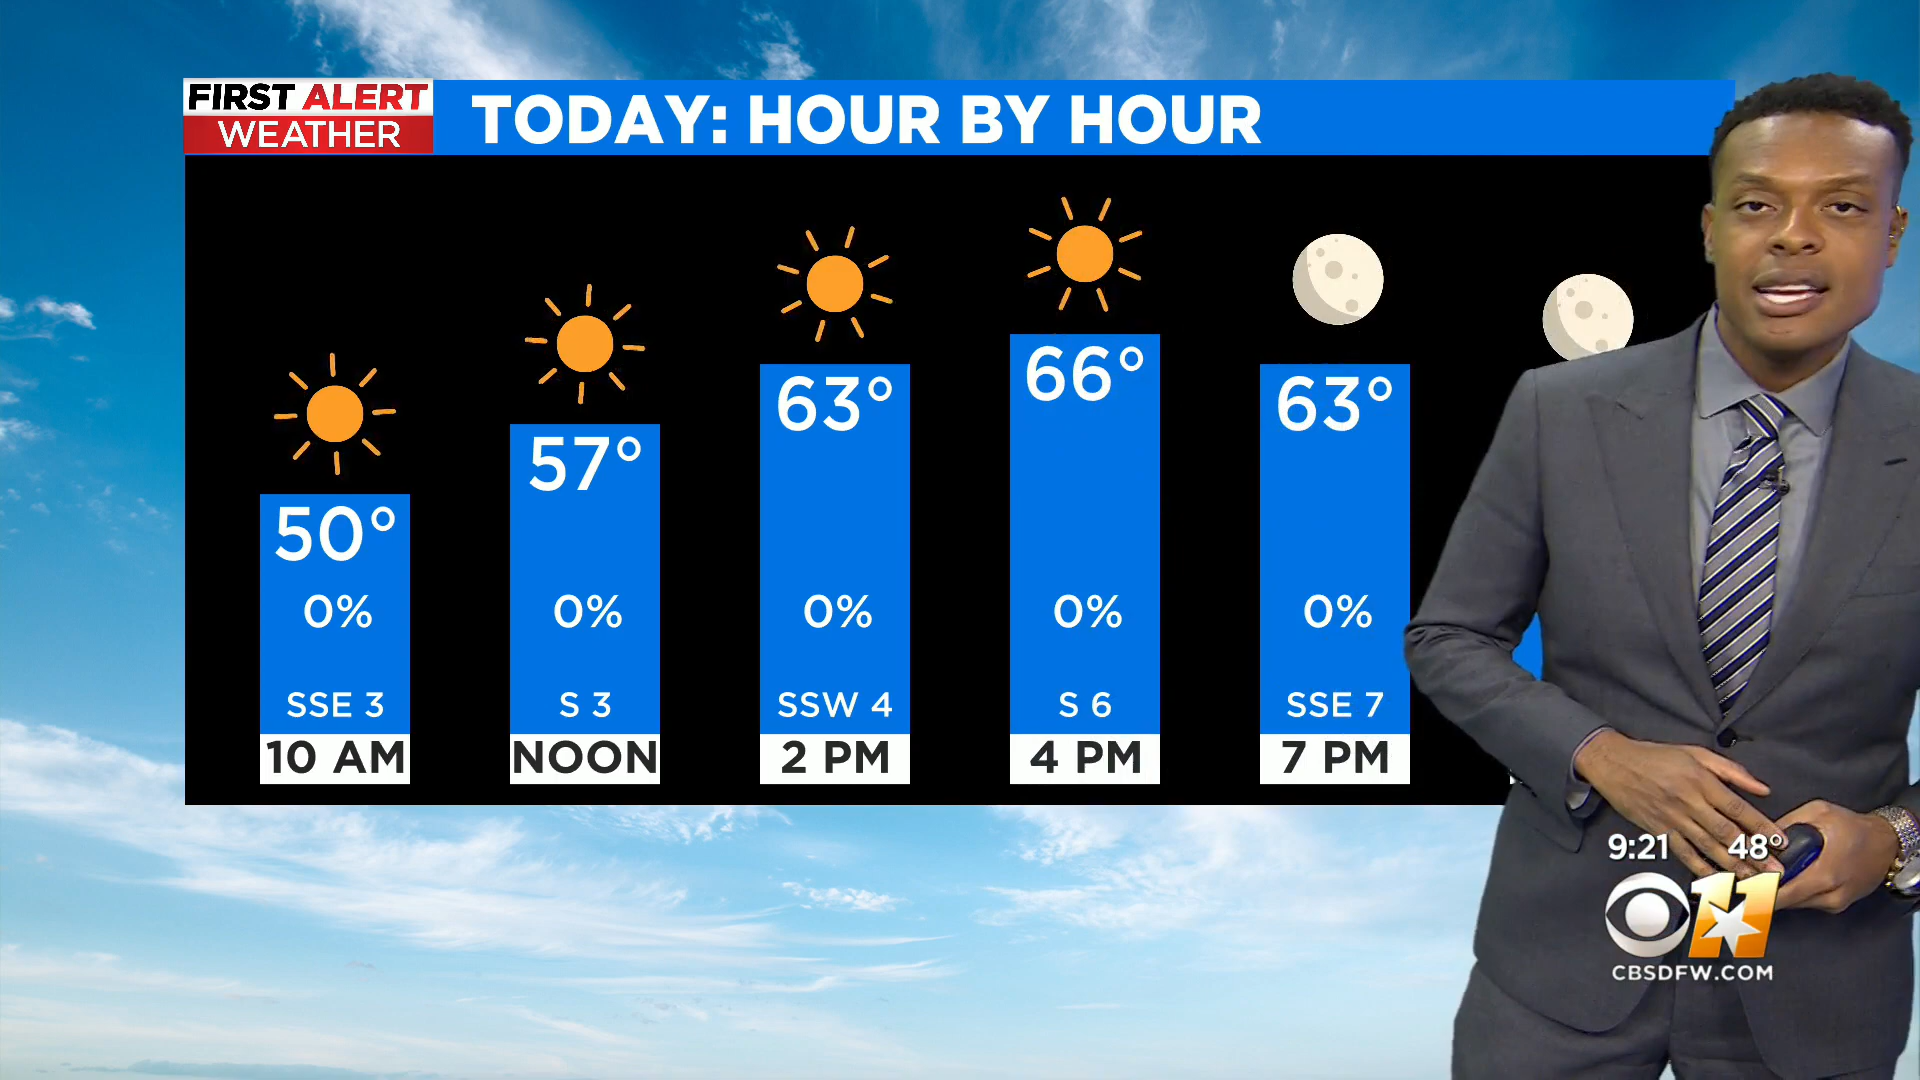 FIRST ALERT
WEATHER
TODAY: HOUR BY HOUR
50° 57° 63° 66° 63°
0% 0% 0% 0% 0%
SSE 3 S 3 SSW 4 S 6 SSE 7
10 AM NOON 2 PM 4 PM 7 PM
9:21 48°
11
CBSDFW.COM